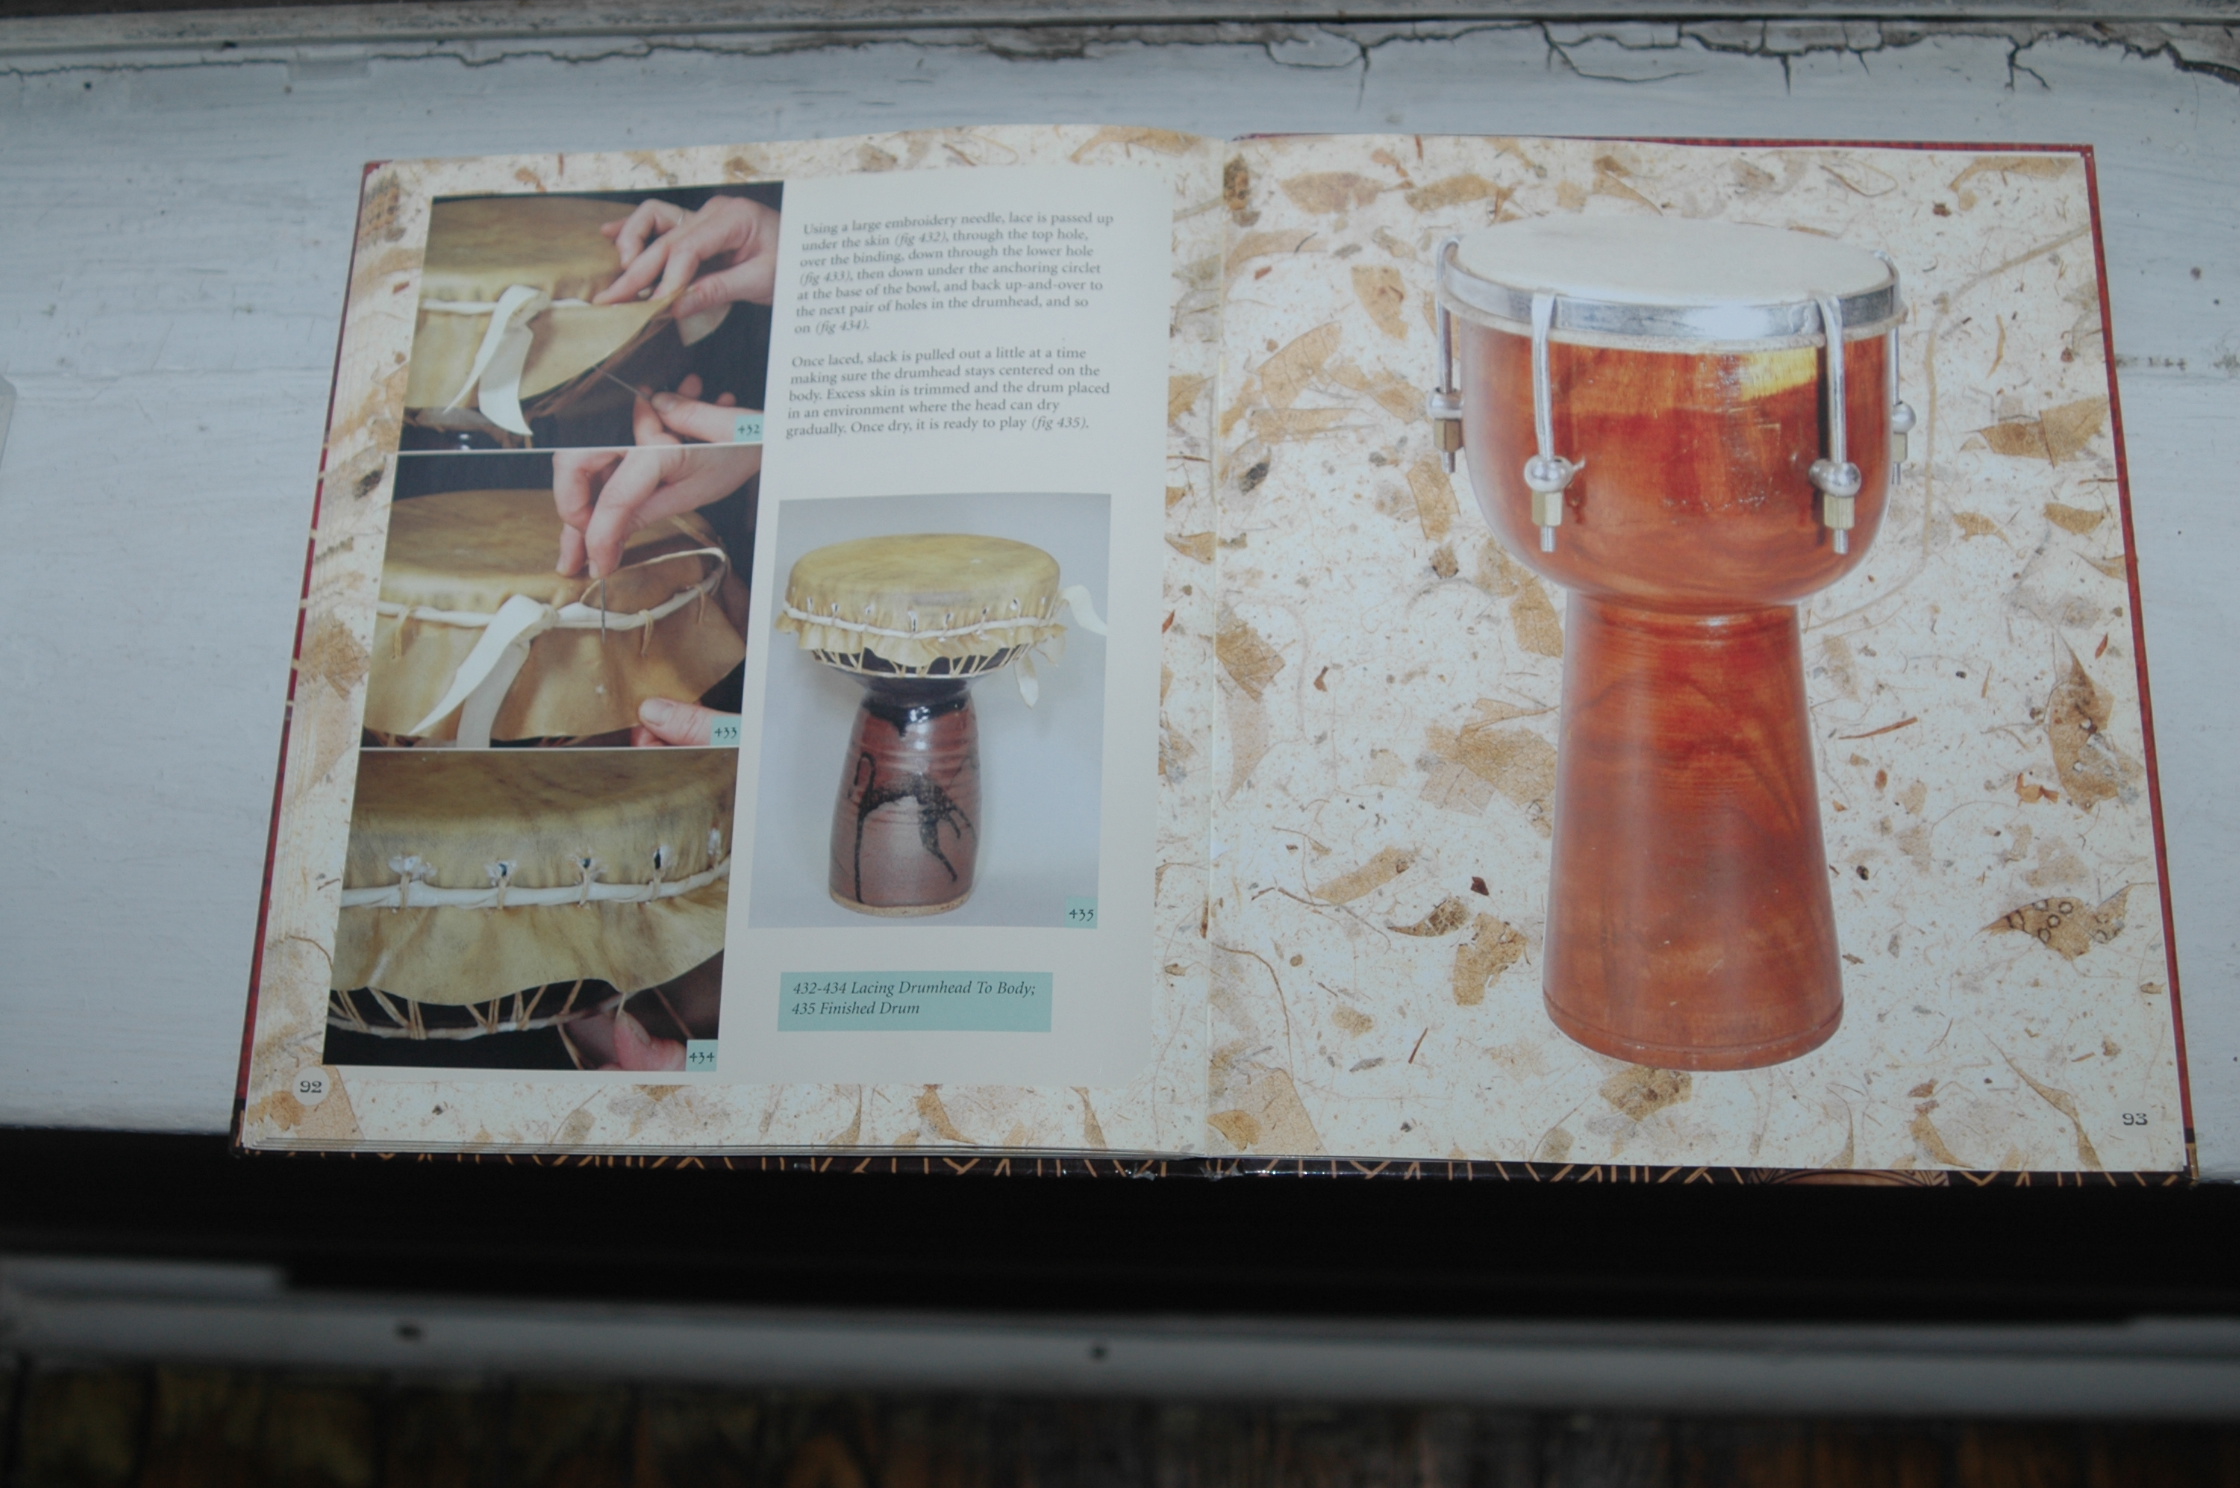 Using a large embroidery needle, lace is passed up
under the skin (fig 432), through the top hole,
over the binding, down through the lower hole
(fig 433), then down under the anchoring circlet
at the base of the bowl, and back up-and-over to
the next pair of holes in the drumhead, and so
on (fig 434).
Once laced, slack is pulled out a little at a time
making sure the drumhead stays centered on the
body. Excess skin is trimmed and the drum placed
in an environment where the head can dry
gradually. Once dry, it is ready to play (fig 435).
432
433
434
435
432-434 Lacing Drumhead To Body;
435 Finished Drum
92
93